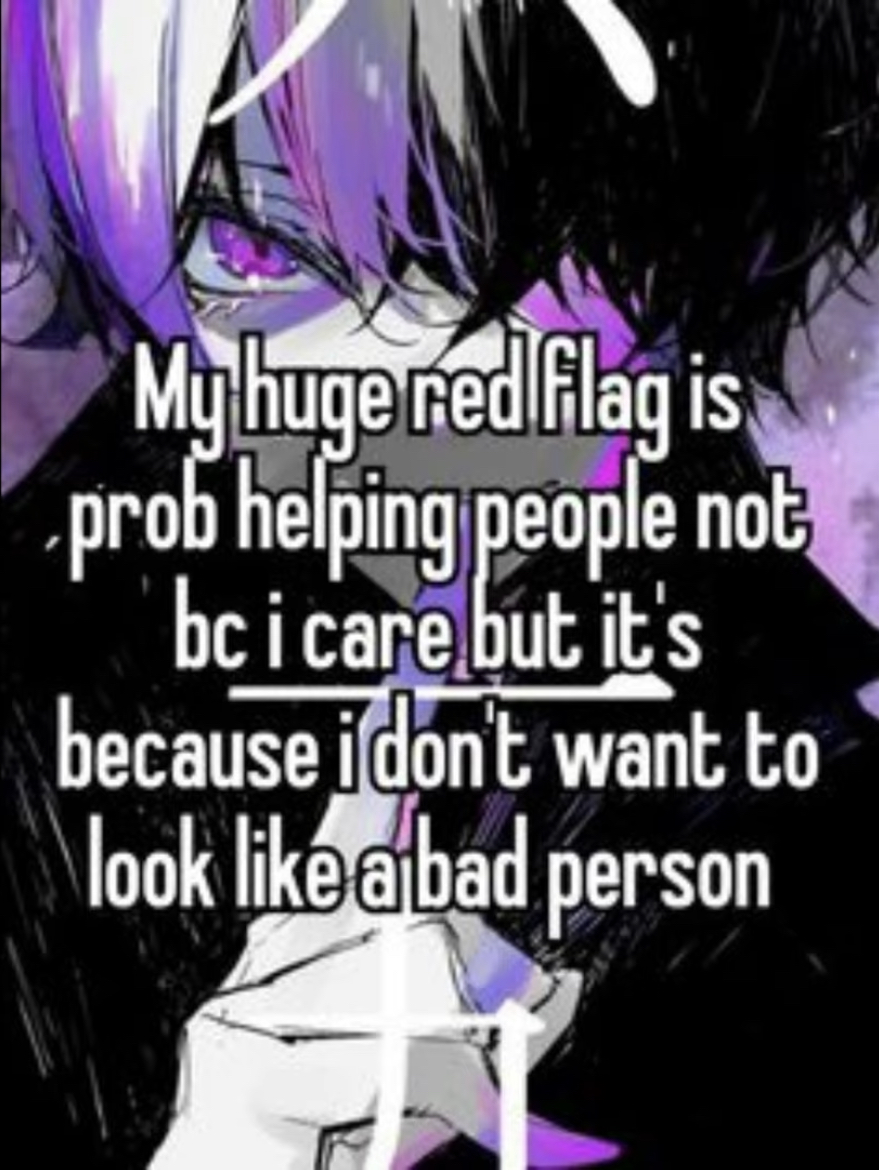 My huge red flag is
prob helping people not
bc i care but it's
because i don't want to
look like a bad person